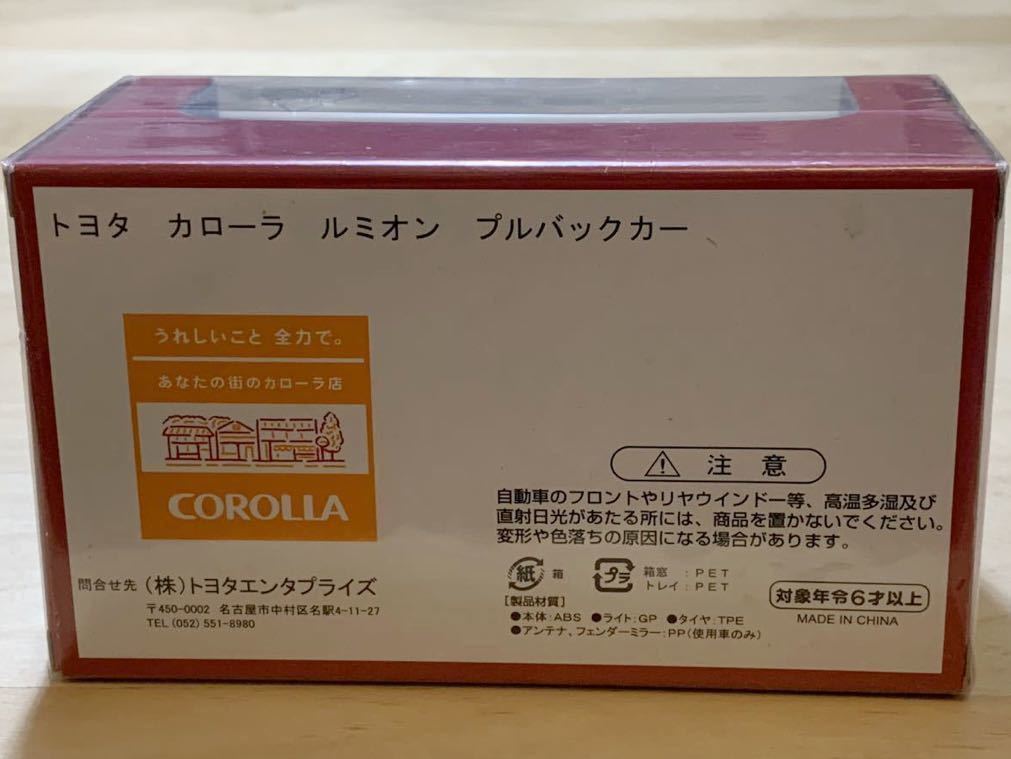 トヨタ　カローラ　ルミオン　プルバックカー
うれしいこと 全力で。
あなたの街のカローラ店
COROLLA
注 意
自動車のフロントやリヤウインドー等、高温多湿及び
直射日光があたる所には、商品を置かないでください。
変形や色落ちの原因になる場合があります。
問合せ先 (株)トヨタエンタプライズ
〒450-0002 名古屋市中村区名駅4-11-27
TEL (052) 551-8980
紙 箱
プラ 箱窓 : PET
トレイ : PET
[製品材質]
●本体:ABS ●ライト:GP ●タイヤ:TPE
●アンテナ、フェンダーミラー:PP(使用車のみ)
対象年令6才以上
MADE IN CHINA